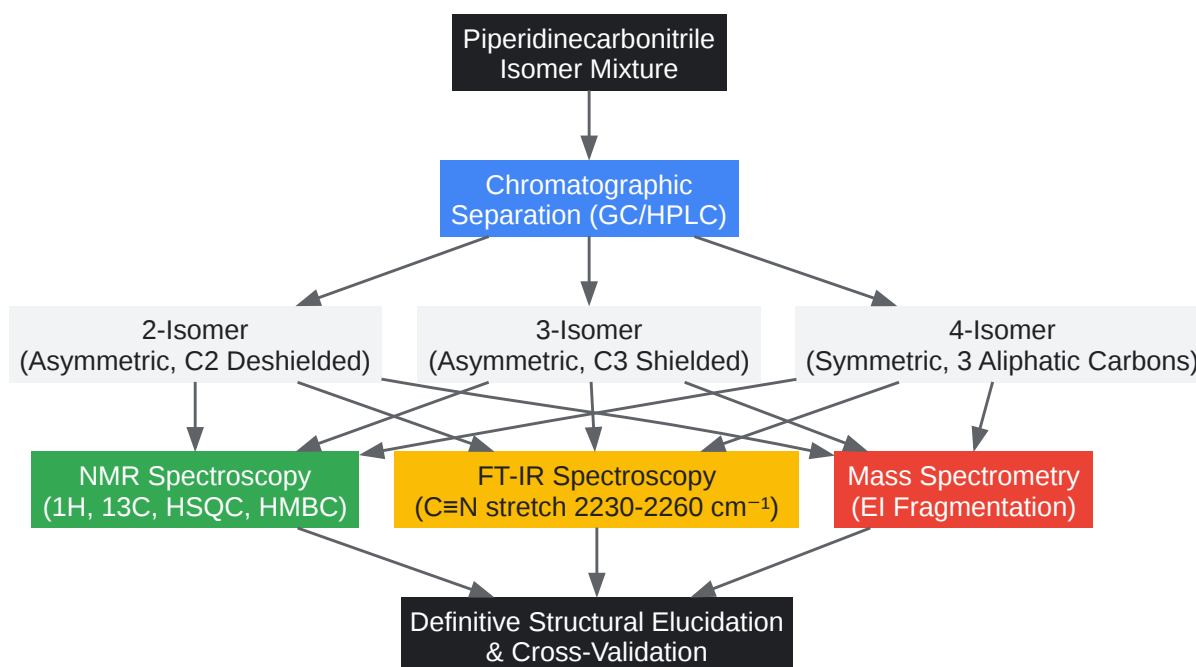 Piperidinecarbonitrile
Isomer Mixture
Chromatographic
Separation (GC/HPLC)
2-Isomer
(Asymmetric, C2 Deshielded)
3-Isomer
(Asymmetric, C3 Shielded)
4-Isomer
(Symmetric, 3 Aliphatic Carbons)
NMR Spectroscopy
(1H, 13C, HSQC, HMBC)
FT-IR Spectroscopy
(C≡N stretch 2230-2260 cm⁻¹)
Mass Spectrometry
(EI Fragmentation)
Definitive Structural Elucidation
& Cross-Validation